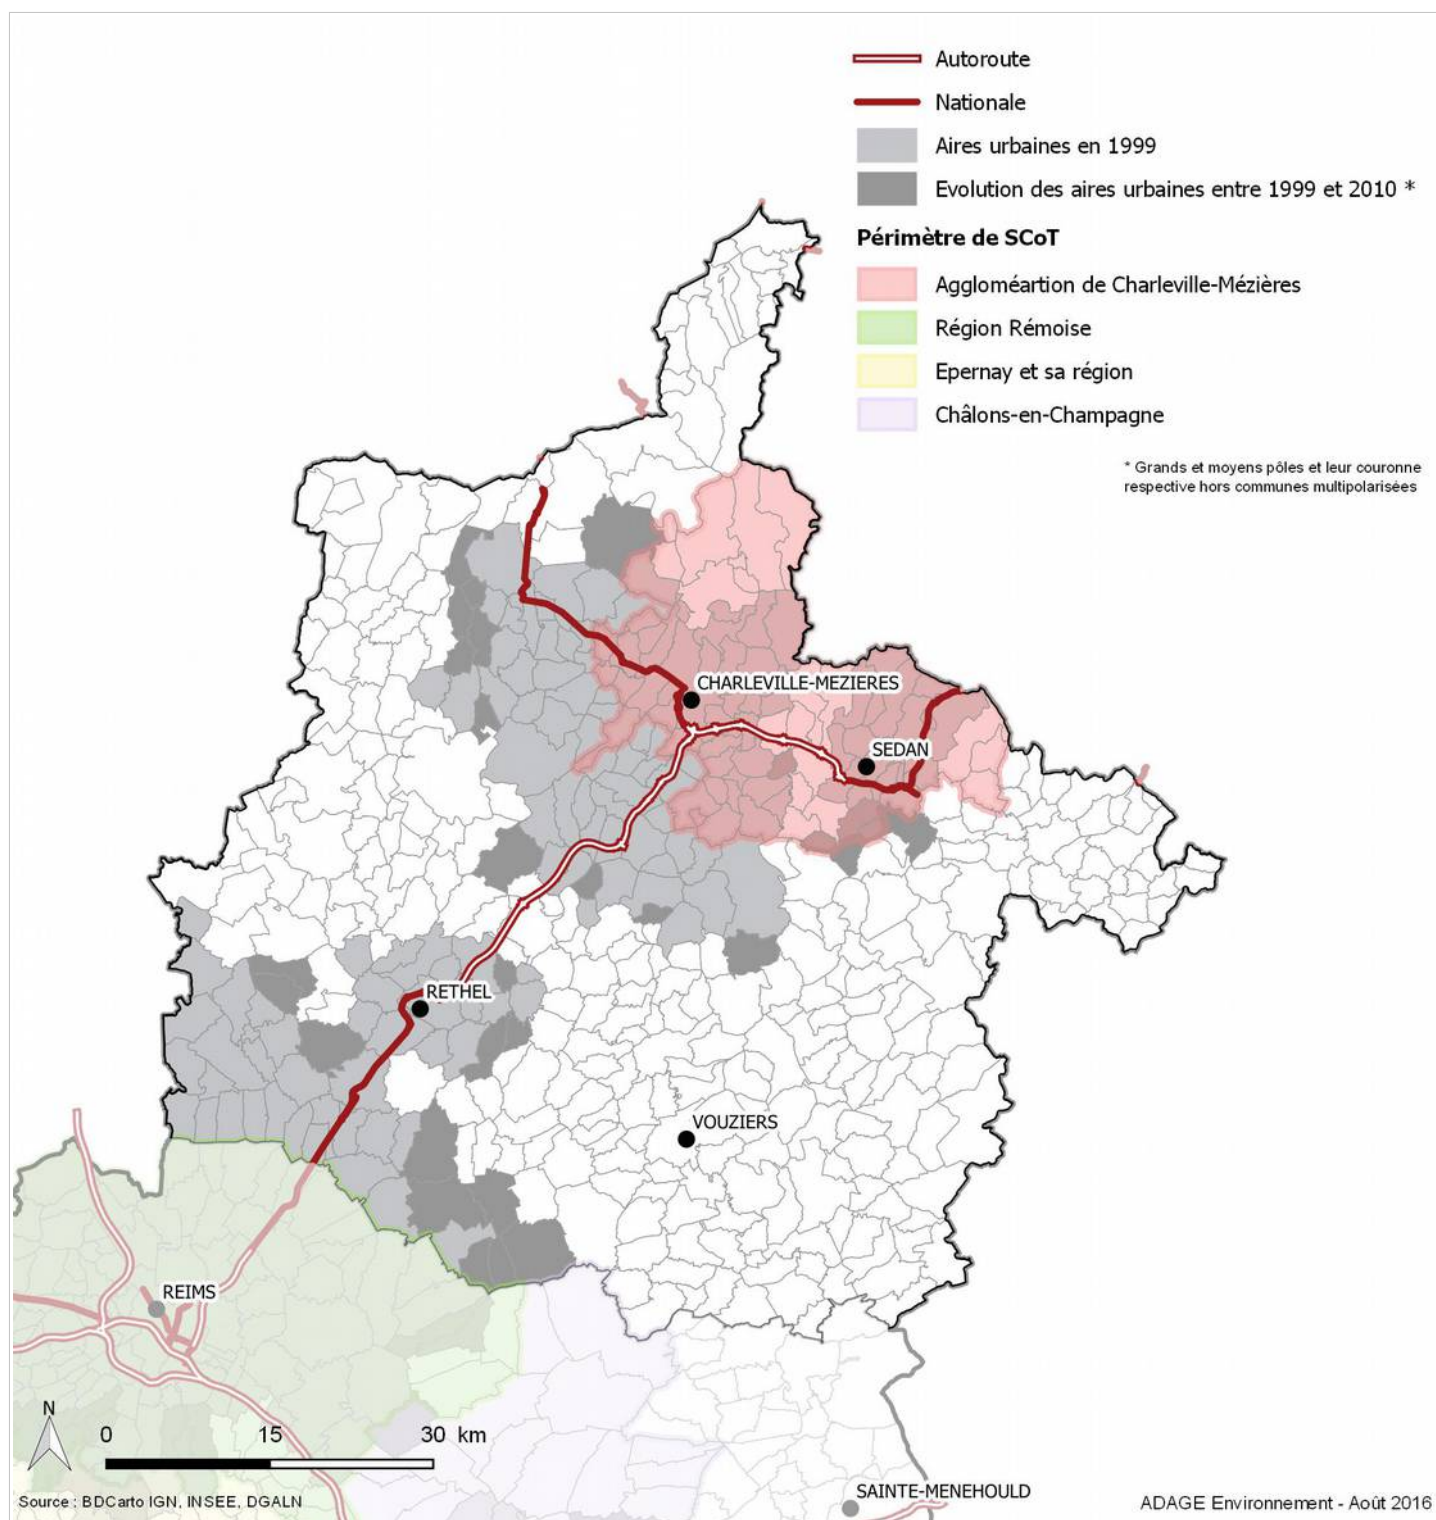 Autoroute
Nationale
Aires urbaines en 1999
Evolution des aires urbaines entre 1999 et 2010 *
Périmètre de SCoT
Aggloméartion de Charleville-Mézières
Région Rémoise
Epernay et sa région
Châlons-en-Champagne
* Grands et moyens pôles et leur couronne
respective hors communes multipolarisées
CHARLEVILLE-MEZIERES
SEDAN
RETHEL
VOUZIERS
REIMS
N
0 15 30 km
SAINTE-MENEHOULD
Source : BDCarto IGN, INSEE, DGALN
ADAGE Environnement - Août 2016